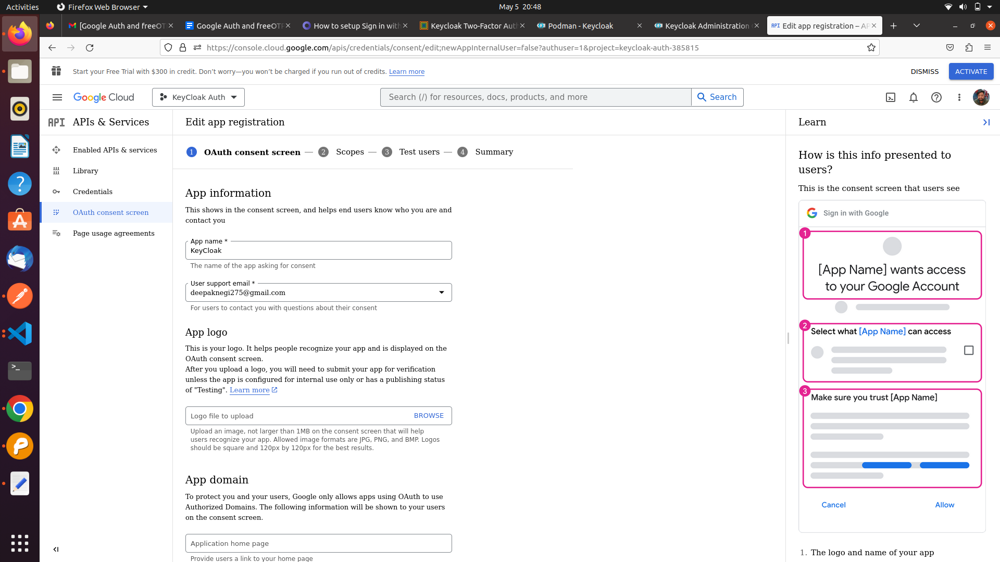 Activities
Firefox Web Browser
May 5 20:48
[Google Auth and freeOT
Google Auth and freeOTP
How to setup Sign in with
Keycloak Two-Factor Auth
Podman - Keycloak
Keycloak Administration
API Edit app registration – AP
https://console.cloud.google.com/apis/credentials/consent/edit;newAppInternalUser=false?authuser=1&project=keycloak-auth-385815
Start your Free Trial with $300 in credit. Don’t worry—you won’t be charged if you run out of credits. Learn more
DISMISS
ACTIVATE
Google Cloud
KeyCloak Auth
Search (/) for resources, docs, products, and more
Search
API APIs & Services
Enabled APIs & services
Library
Credentials
OAuth consent screen
Page usage agreements
Edit app registration
1 OAuth consent screen — 2 Scopes — 3 Test users — 4 Summary
App information
This shows in the consent screen, and helps end users know who you are and
contact you
App name *
KeyCloak
The name of the app asking for consent
User support email *
deepaknegi275@gmail.com
For users to contact you with questions about their consent
App logo
This is your logo. It helps people recognize your app and is displayed on the
OAuth consent screen.
After you upload a logo, you will need to submit your app for verification
unless the app is configured for internal use only or has a publishing status
of "Testing". Learn more
Logo file to upload
BROWSE
Upload an image, not larger than 1MB on the consent screen that will help
users recognize your app. Allowed image formats are JPG, PNG, and BMP. Logos
should be square and 120px by 120px for the best results.
App domain
To protect you and your users, Google only allows apps using OAuth to use
Authorized Domains. The following information will be shown to your users
on the consent screen.
Application home page
Provide users a link to your home page
Learn
How is this info presented to
users?
This is the consent screen that users see
Sign in with Google
1
[App Name] wants access
to your Google Account
2
Select what [App Name] can access
3
Make sure you trust [App Name]
Cancel
Allow
1. The logo and name of your app